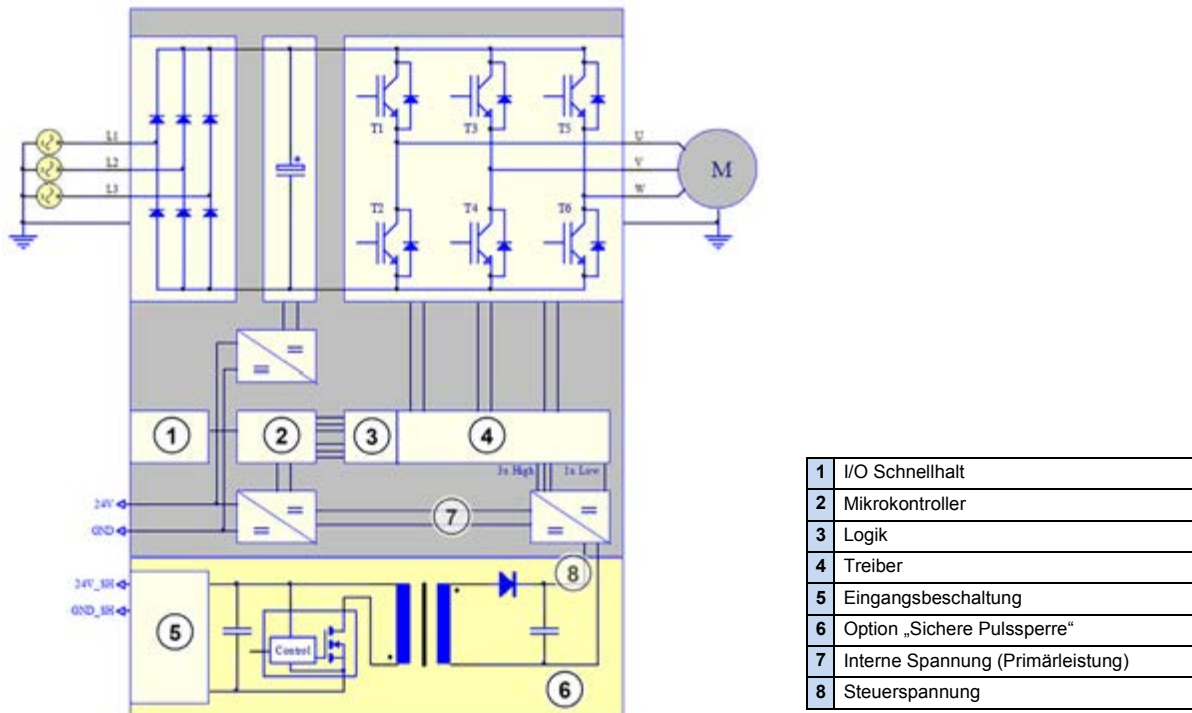 T1
T3
T5
L1
L2
L3
U
V
W
M
T2
T4
T6
1
2
3
4
3x High
1x Low
24V
GND
7
8
24V_SH
GND_SH
5
Control
6
1 I/O Schnellhalt
2 Mikrokontroller
3 Logik
4 Treiber
5 Eingangsbeschaltung
6 Option „Sichere Pulssperre“
7 Interne Spannung (Primärleistung)
8 Steuerspannung